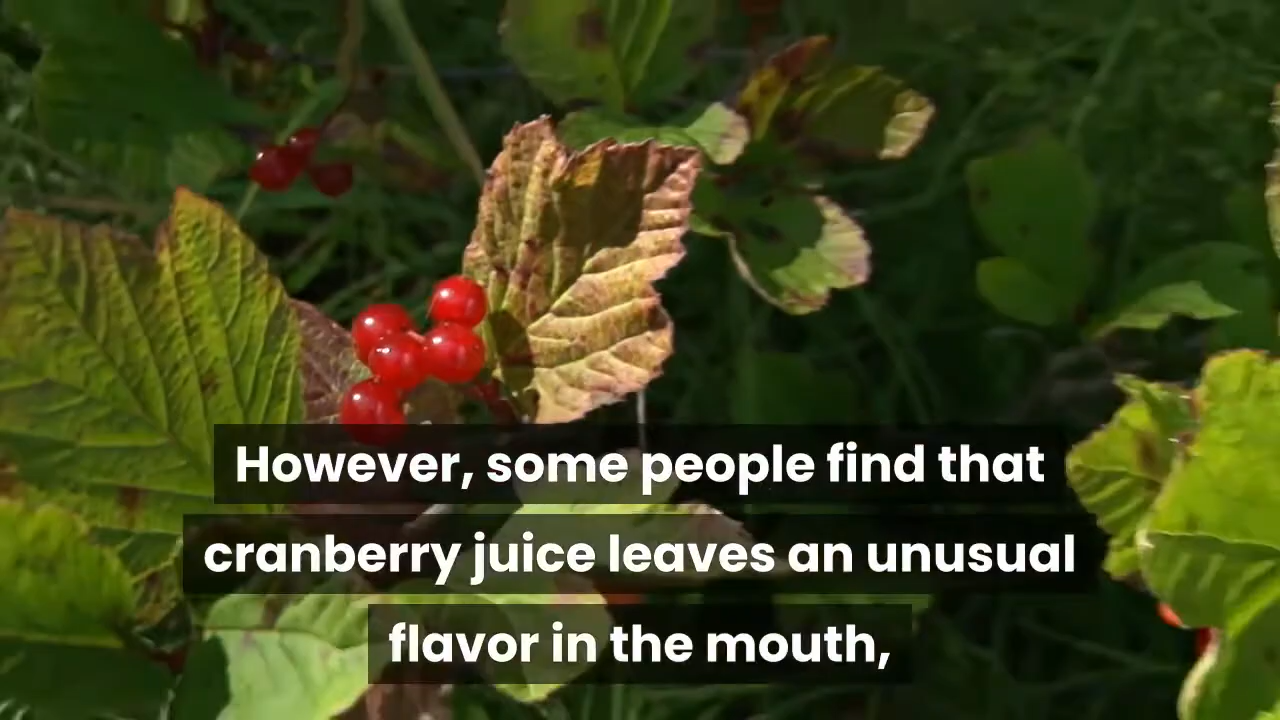 However, some people find that
cranberry juice leaves an unusual
flavor in the mouth,